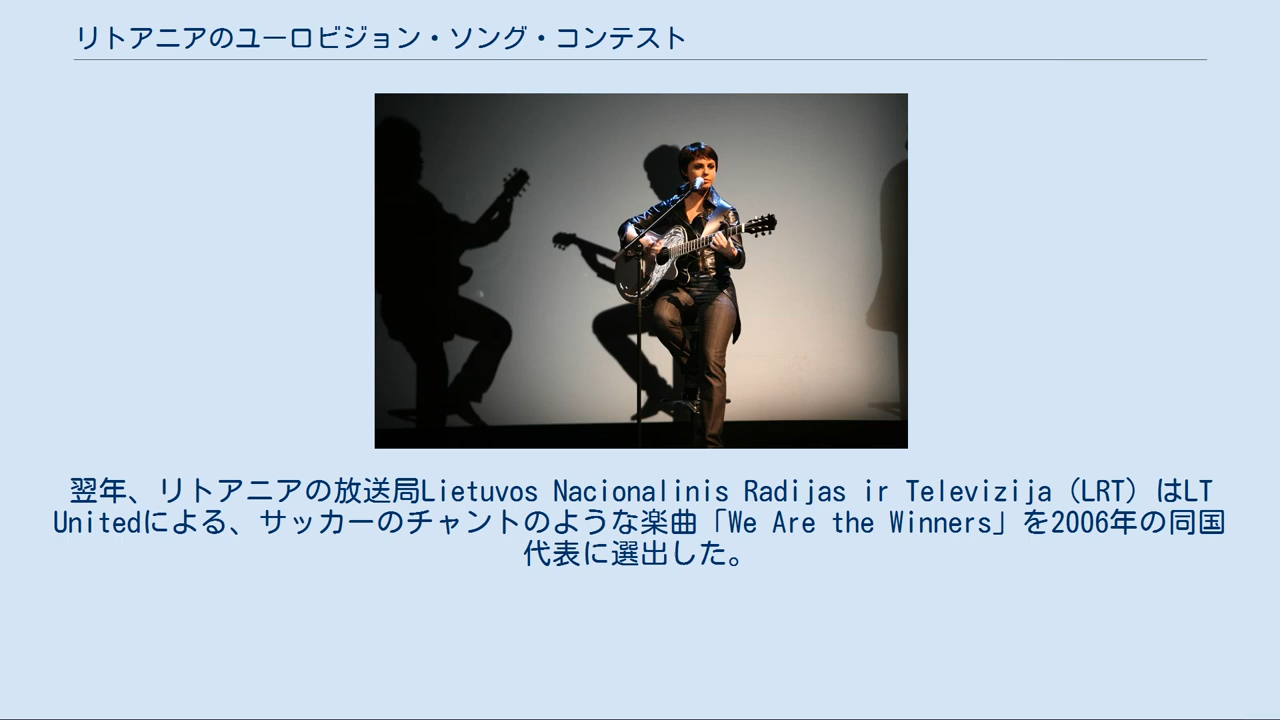 リトアニアのユーロビジョン・ソング・コンテスト
翌年、リトアニアの放送局Lietuvos Nacionalinis Radijas ir Televizija（LRT）はLT
Unitedによる、サッカーのチャントのような楽曲「We Are the Winners」を2006年の同国
代表に選出した。